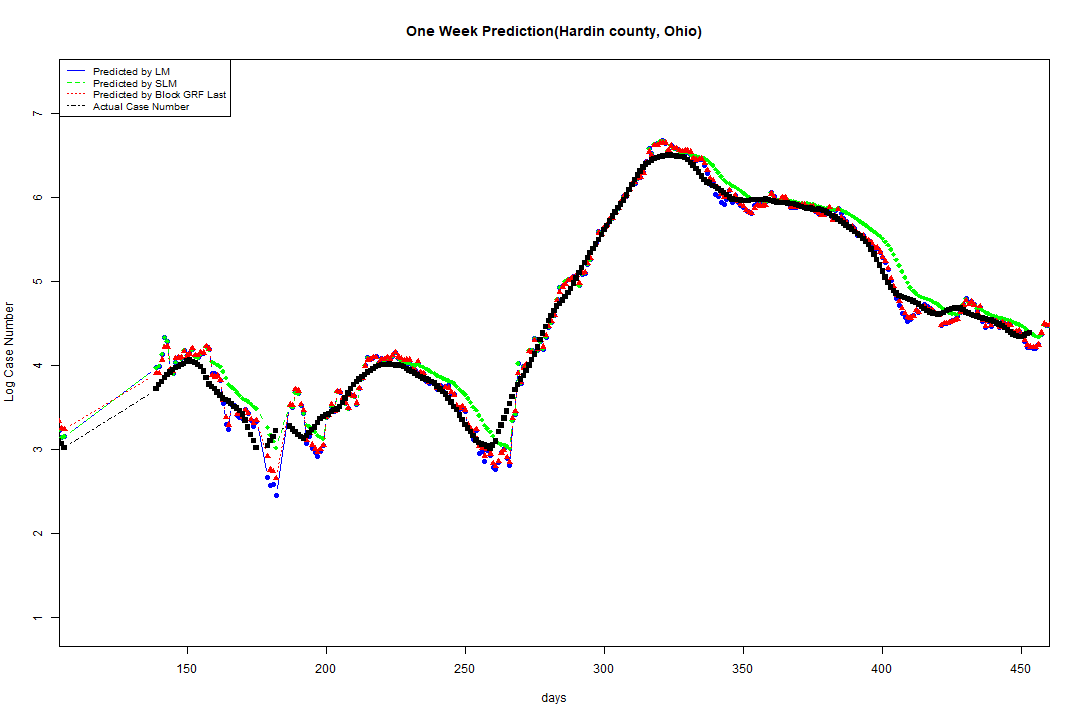 One Week Prediction(Hardin county, Ohio)
Predicted by LM
Predicted by SLM
Predicted by Block GRF Last
Actual Case Number
Log Case Number
7
6
5
4
3
2
1
150 200 250 300 350 400 450
days